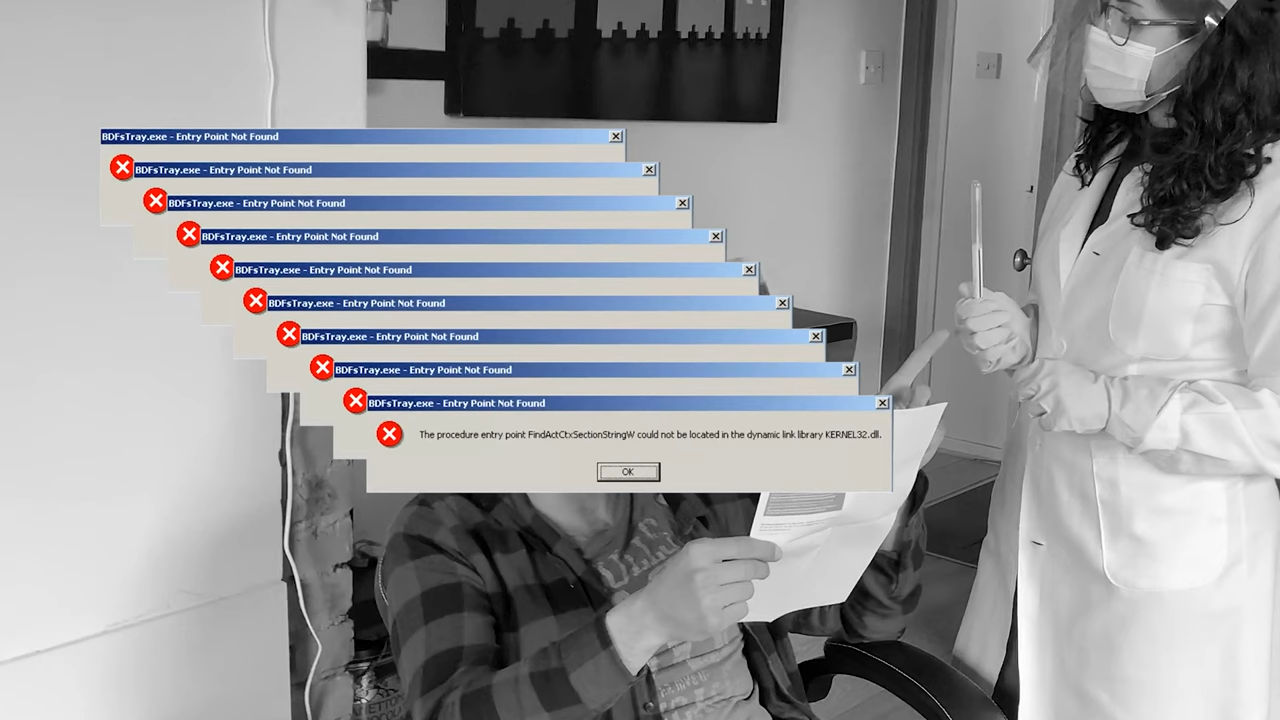 BDFsTray.exe - Entry Point Not Found
BDFsTray.exe - Entry Point Not Found
BDFsTray.exe - Entry Point Not Found
BDFsTray.exe - Entry Point Not Found
BDFsTray.exe - Entry Point Not Found
BDFsTray.exe - Entry Point Not Found
BDFsTray.exe - Entry Point Not Found
BDFsTray.exe - Entry Point Not Found
BDFsTray.exe - Entry Point Not Found
The procedure entry point FindActCtxSectionStringW could not be located in the dynamic link library KERNEL32.dll.
OK